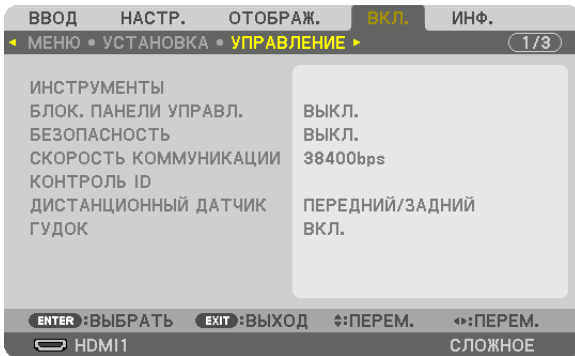 ВВОД НАСТР. ОТОБРАЖ. ВКЛ. ИНФ.
МЕНЮ • УСТАНОВКА • УПРАВЛЕНИЕ 1/3
ИНСТРУМЕНТЫ
БЛОК. ПАНЕЛИ УПРАВЛ. ВЫКЛ.
БЕЗОПАСНОСТЬ ВЫКЛ.
СКОРОСТЬ КОММУНИКАЦИИ 38400bps
КОНТРОЛЬ ID
ДИСТАНЦИОННЫЙ ДАТЧИК ПЕРЕДНИЙ/ЗАДНИЙ
ГУДОК ВКЛ.
ENTER :ВЫБРАТЬ EXIT :ВЫХОД :ПЕРЕМ. :ПЕРЕМ.
HDMI1 СЛОЖНОЕ